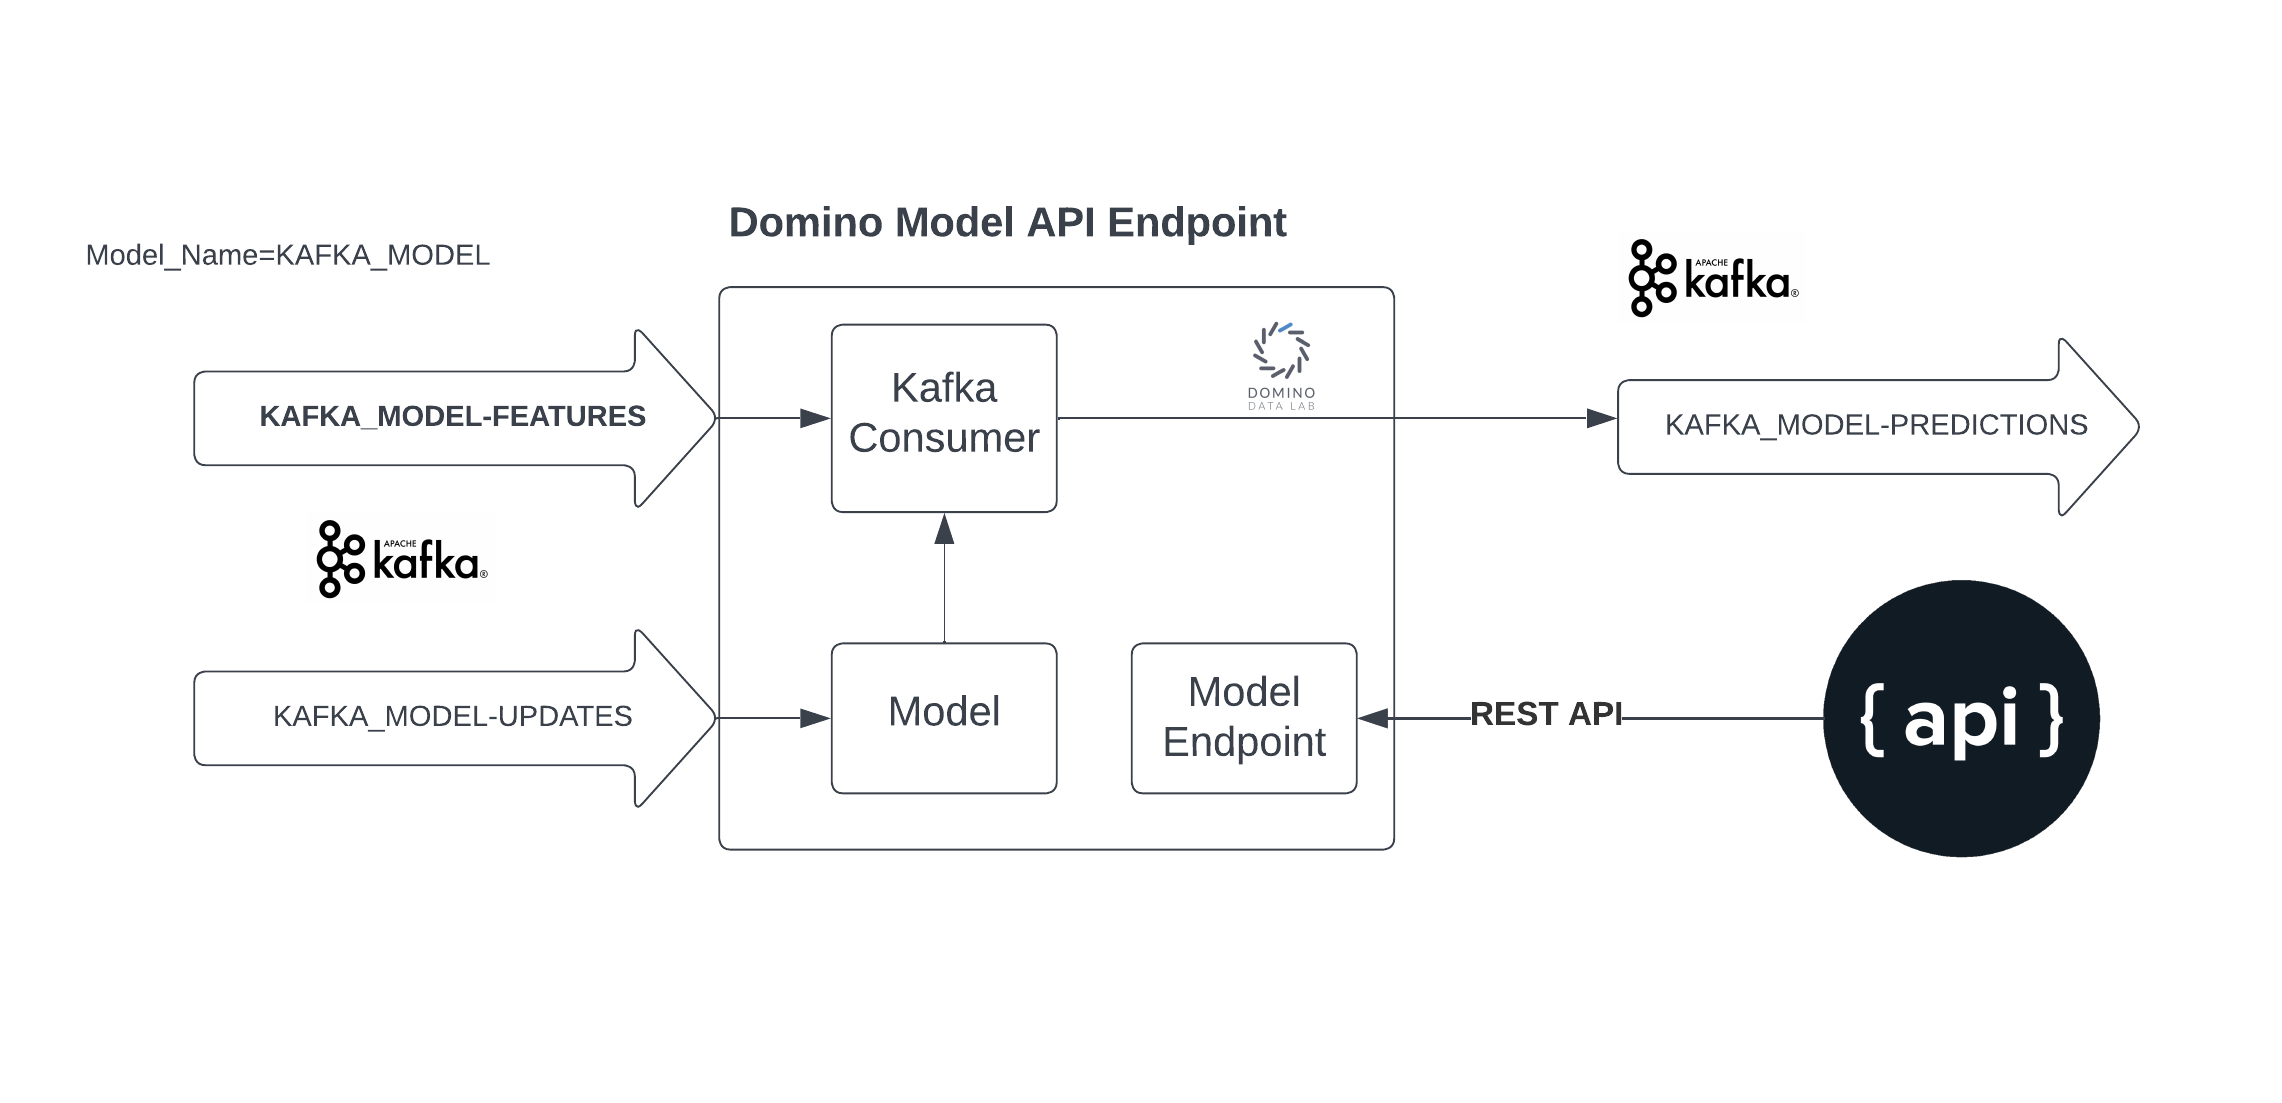 Domino Model API Endpoint
Model_Name=KAFKA_MODEL
APACHE
kafka®
Kafka
Consumer
DOMINO
DATA LAB
KAFKA_MODEL-FEATURES
KAFKA_MODEL-PREDICTIONS
APACHE
kafka®
KAFKA_MODEL-UPDATES
Model
Model
Endpoint
REST API
{ api }